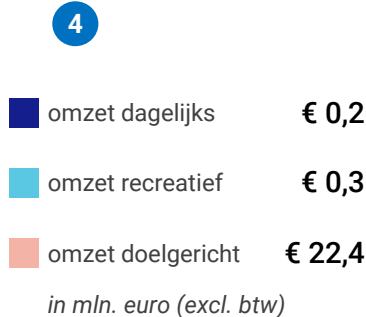 4
omzet dagelijks € 0,2
omzet recreatief € 0,3
omzet doelgericht € 22,4
in mln. euro (excl. btw)